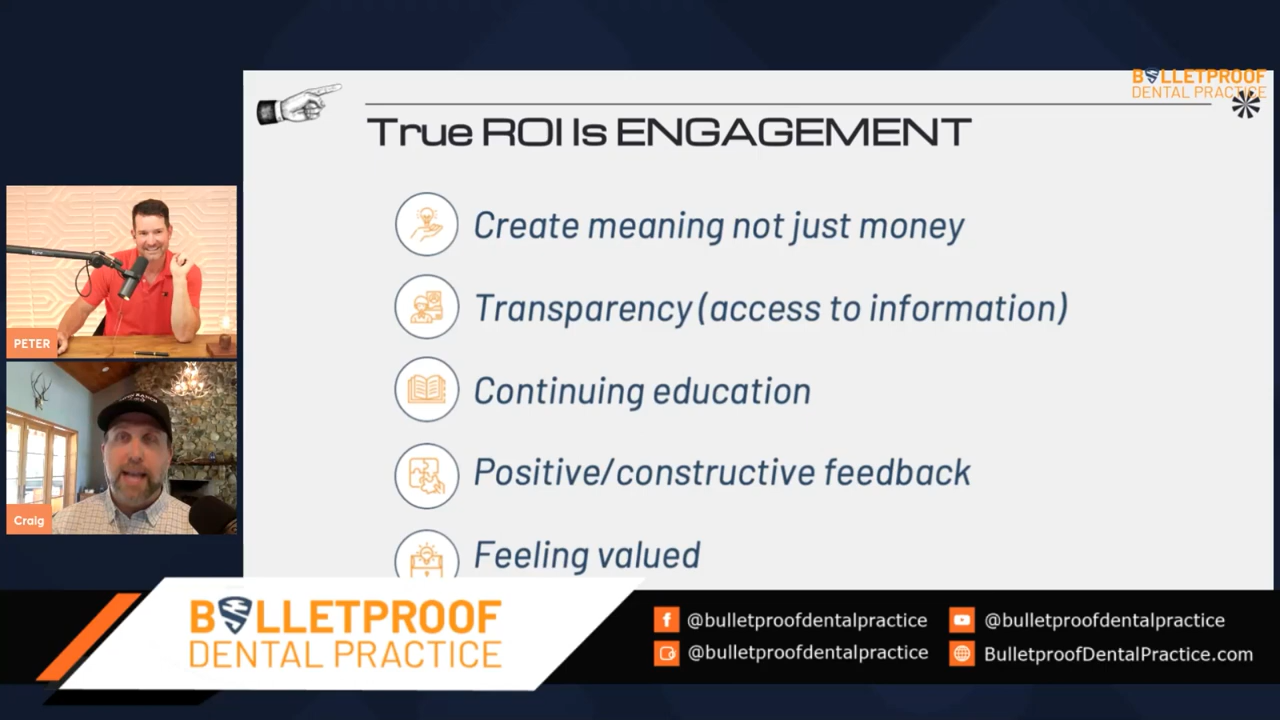 BULLETPROOF
DENTAL PRACTICE
True ROI Is ENGAGEMENT
Create meaning not just money
Transparency (access to information)
Continuing education
Positive/constructive feedback
Feeling valued
PETER
Craig
BULLETPROOF
DENTAL PRACTICE
@bulletproofdentalpractice
@bulletproofdentalpractice
@bulletproofdentalpractice
BulletproofDentalPractice.com